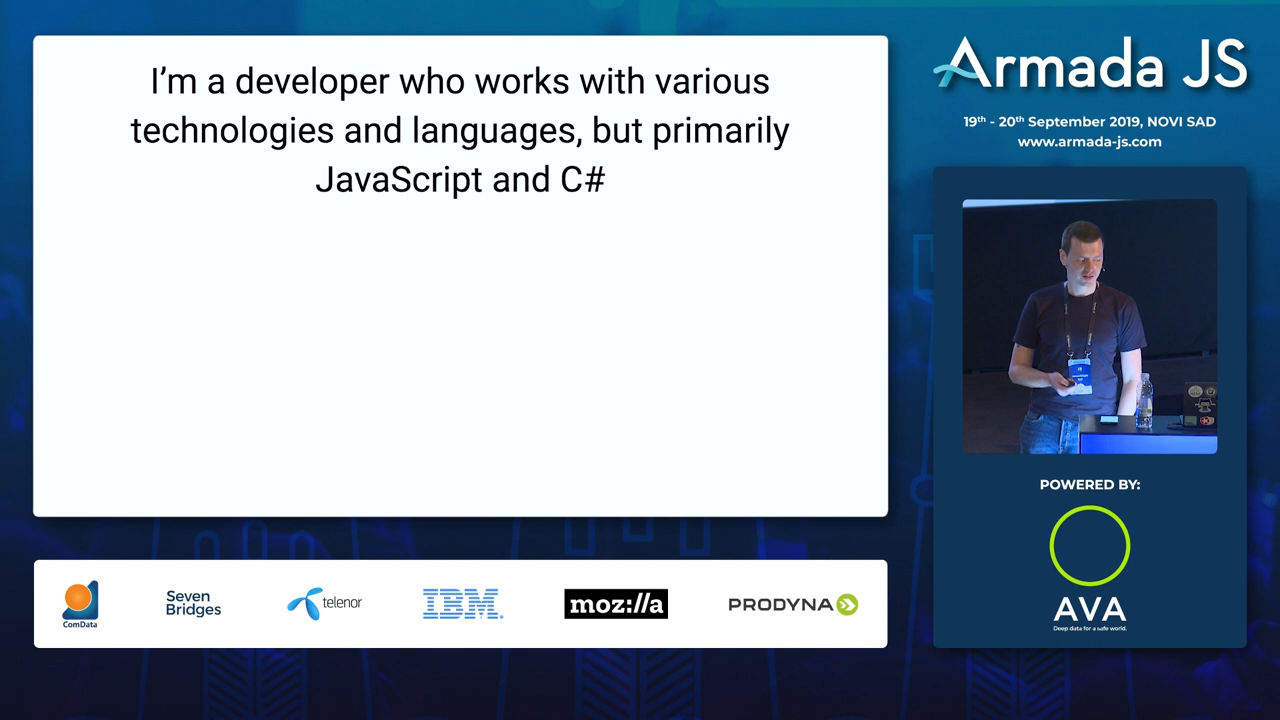 I’m a developer who works with various
technologies and languages, but primarily
JavaScript and C#
Armada JS
19th - 20th September 2019, NOVI SAD
www.armada-js.com
POWERED BY:
AVA
Deep data for a safe world.
ComData
Seven
Bridges
telenor
IBM
moz://a
PRODYNA